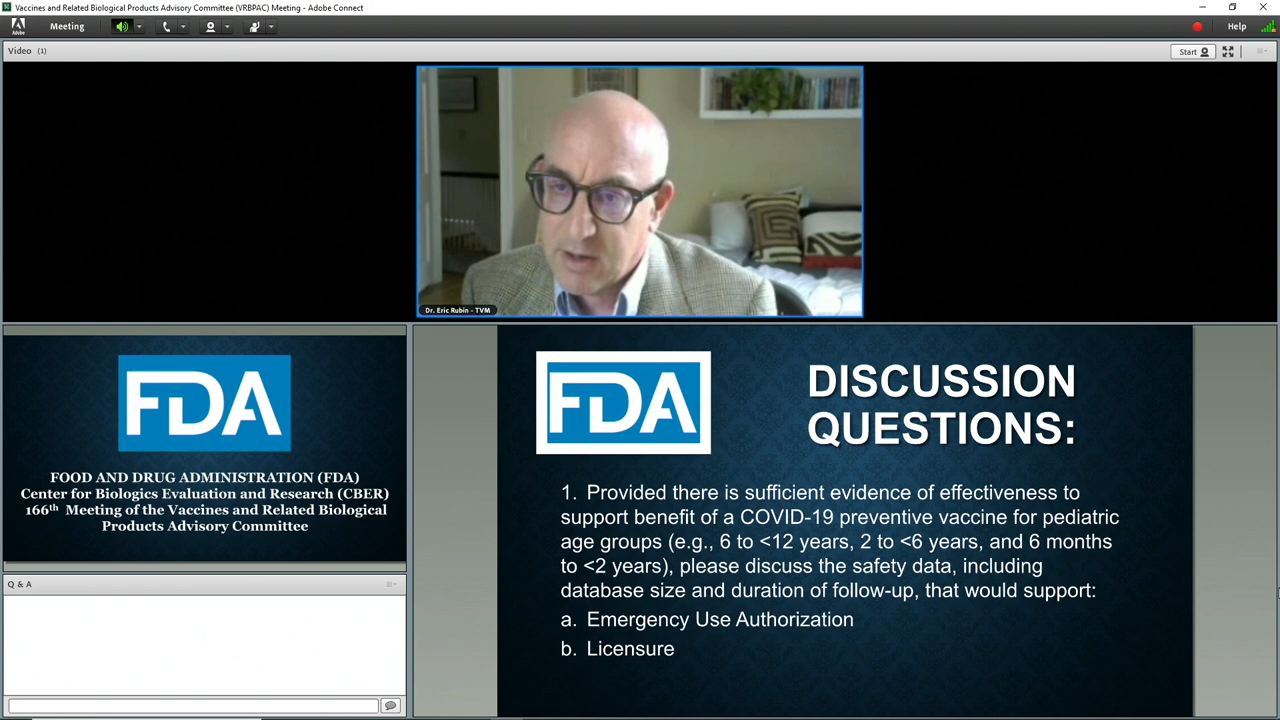 Vaccines and Related Biological Products Advisory Committee (VRBPAC) Meeting - Adobe Connect
Adobe
Meeting
Help
Video (1)
Start
Dr. Eric Rubin - TVM
FDA
FOOD AND DRUG ADMINISTRATION (FDA)
Center for Biologics Evaluation and Research (CBER)
166th Meeting of the Vaccines and Related Biological
Products Advisory Committee
Q & A
FDA
DISCUSSION
QUESTIONS:
1. Provided there is sufficient evidence of effectiveness to
support benefit of a COVID-19 preventive vaccine for pediatric
age groups (e.g., 6 to <12 years, 2 to <6 years, and 6 months
to <2 years), please discuss the safety data, including
database size and duration of follow-up, that would support:
a. Emergency Use Authorization
b. Licensure